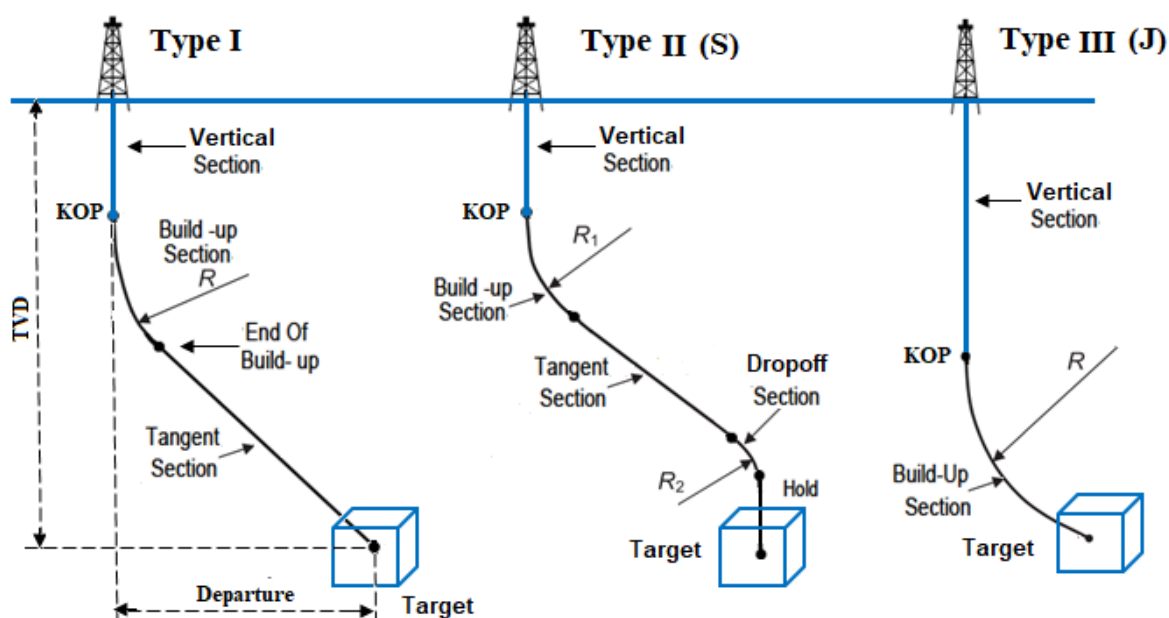 Type I
Vertical
Section
KOP
Build -up
Section
R
TVD
End Of
Build- up
Tangent
Section
Departure
Target
Type II (S)
Vertical
Section
KOP
R1
Build -up
Section
Tangent
Section
Dropoff
Section
R2
Hold
Target
Type III (J)
Vertical
Section
KOP
R
Build-Up
Section
Target